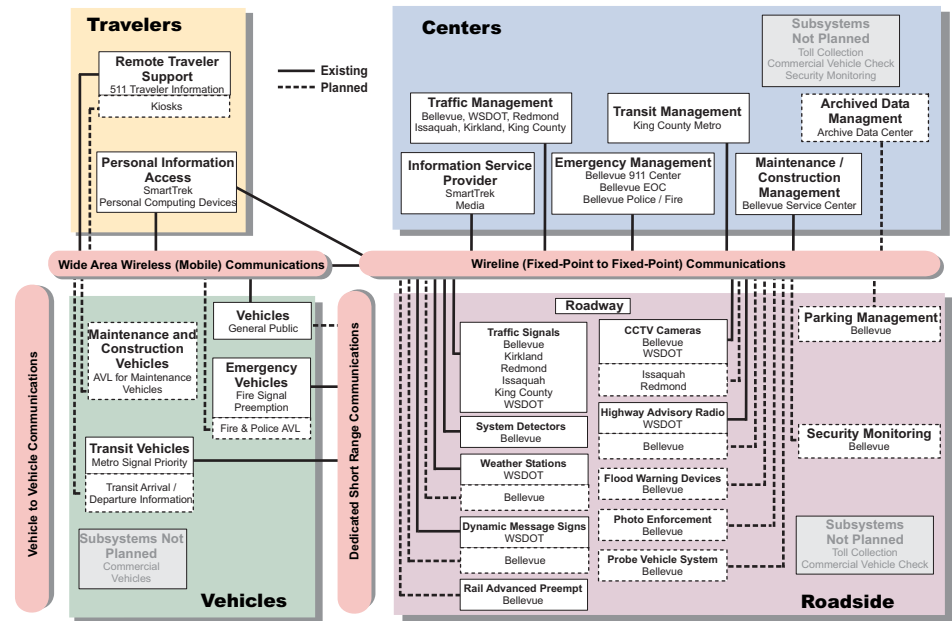 Travelers
Remote Traveler
Support
511 Traveler Information
Kiosks
Personal Information
Access
SmartTrek
Personal Computing Devices
Existing
Planned
Centers
Subsystems
Not Planned
Toll Collection
Commercial Vehicle Check
Security Monitoring
Traffic Management
Bellevue, WSDOT, Redmond
Issaquah, Kirkland, King County
Transit Management
King County Metro
Archived Data
Managment
Archive Data Center
Information Service
Provider
SmartTrek
Media
Emergency Management
Bellevue 911 Center
Bellevue EOC
Bellevue Police / Fire
Maintenance /
Construction
Management
Bellevue Service Center
Wide Area Wireless (Mobile) Communications
Wireline (Fixed-Point to Fixed-Point) Communications
Vehicle to Vehicle Communications
Vehicles
General Public
Maintenance and
Construction
Vehicles
AVL for Maintenance
Vehicles
Emergency
Vehicles
Fire Signal
Preemption
Fire & Police AVL
Transit Vehicles
Metro Signal Priority
Transit Arrival /
Departure Information
Subsystems Not
Planned
Commercial
Vehicles
Vehicles
Dedicated Short Range Communications
Roadway
Traffic Signals
Bellevue
Kirkland
Redmond
Issaquah
King County
WSDOT
System Detectors
Bellevue
Weather Stations
WSDOT
Bellevue
Dynamic Message Signs
WSDOT
Bellevue
Rail Advanced Preempt
Bellevue
CCTV Cameras
Bellevue
WSDOT
Issaquah
Redmond
Highway Advisory Radio
WSDOT
Bellevue
Flood Warning Devices
Bellevue
Photo Enforcement
Bellevue
Probe Vehicle System
Bellevue
Parking Management
Bellevue
Security Monitoring
Bellevue
Subsystems
Not Planned
Toll Collection
Commercial Vehicle Check
Roadside